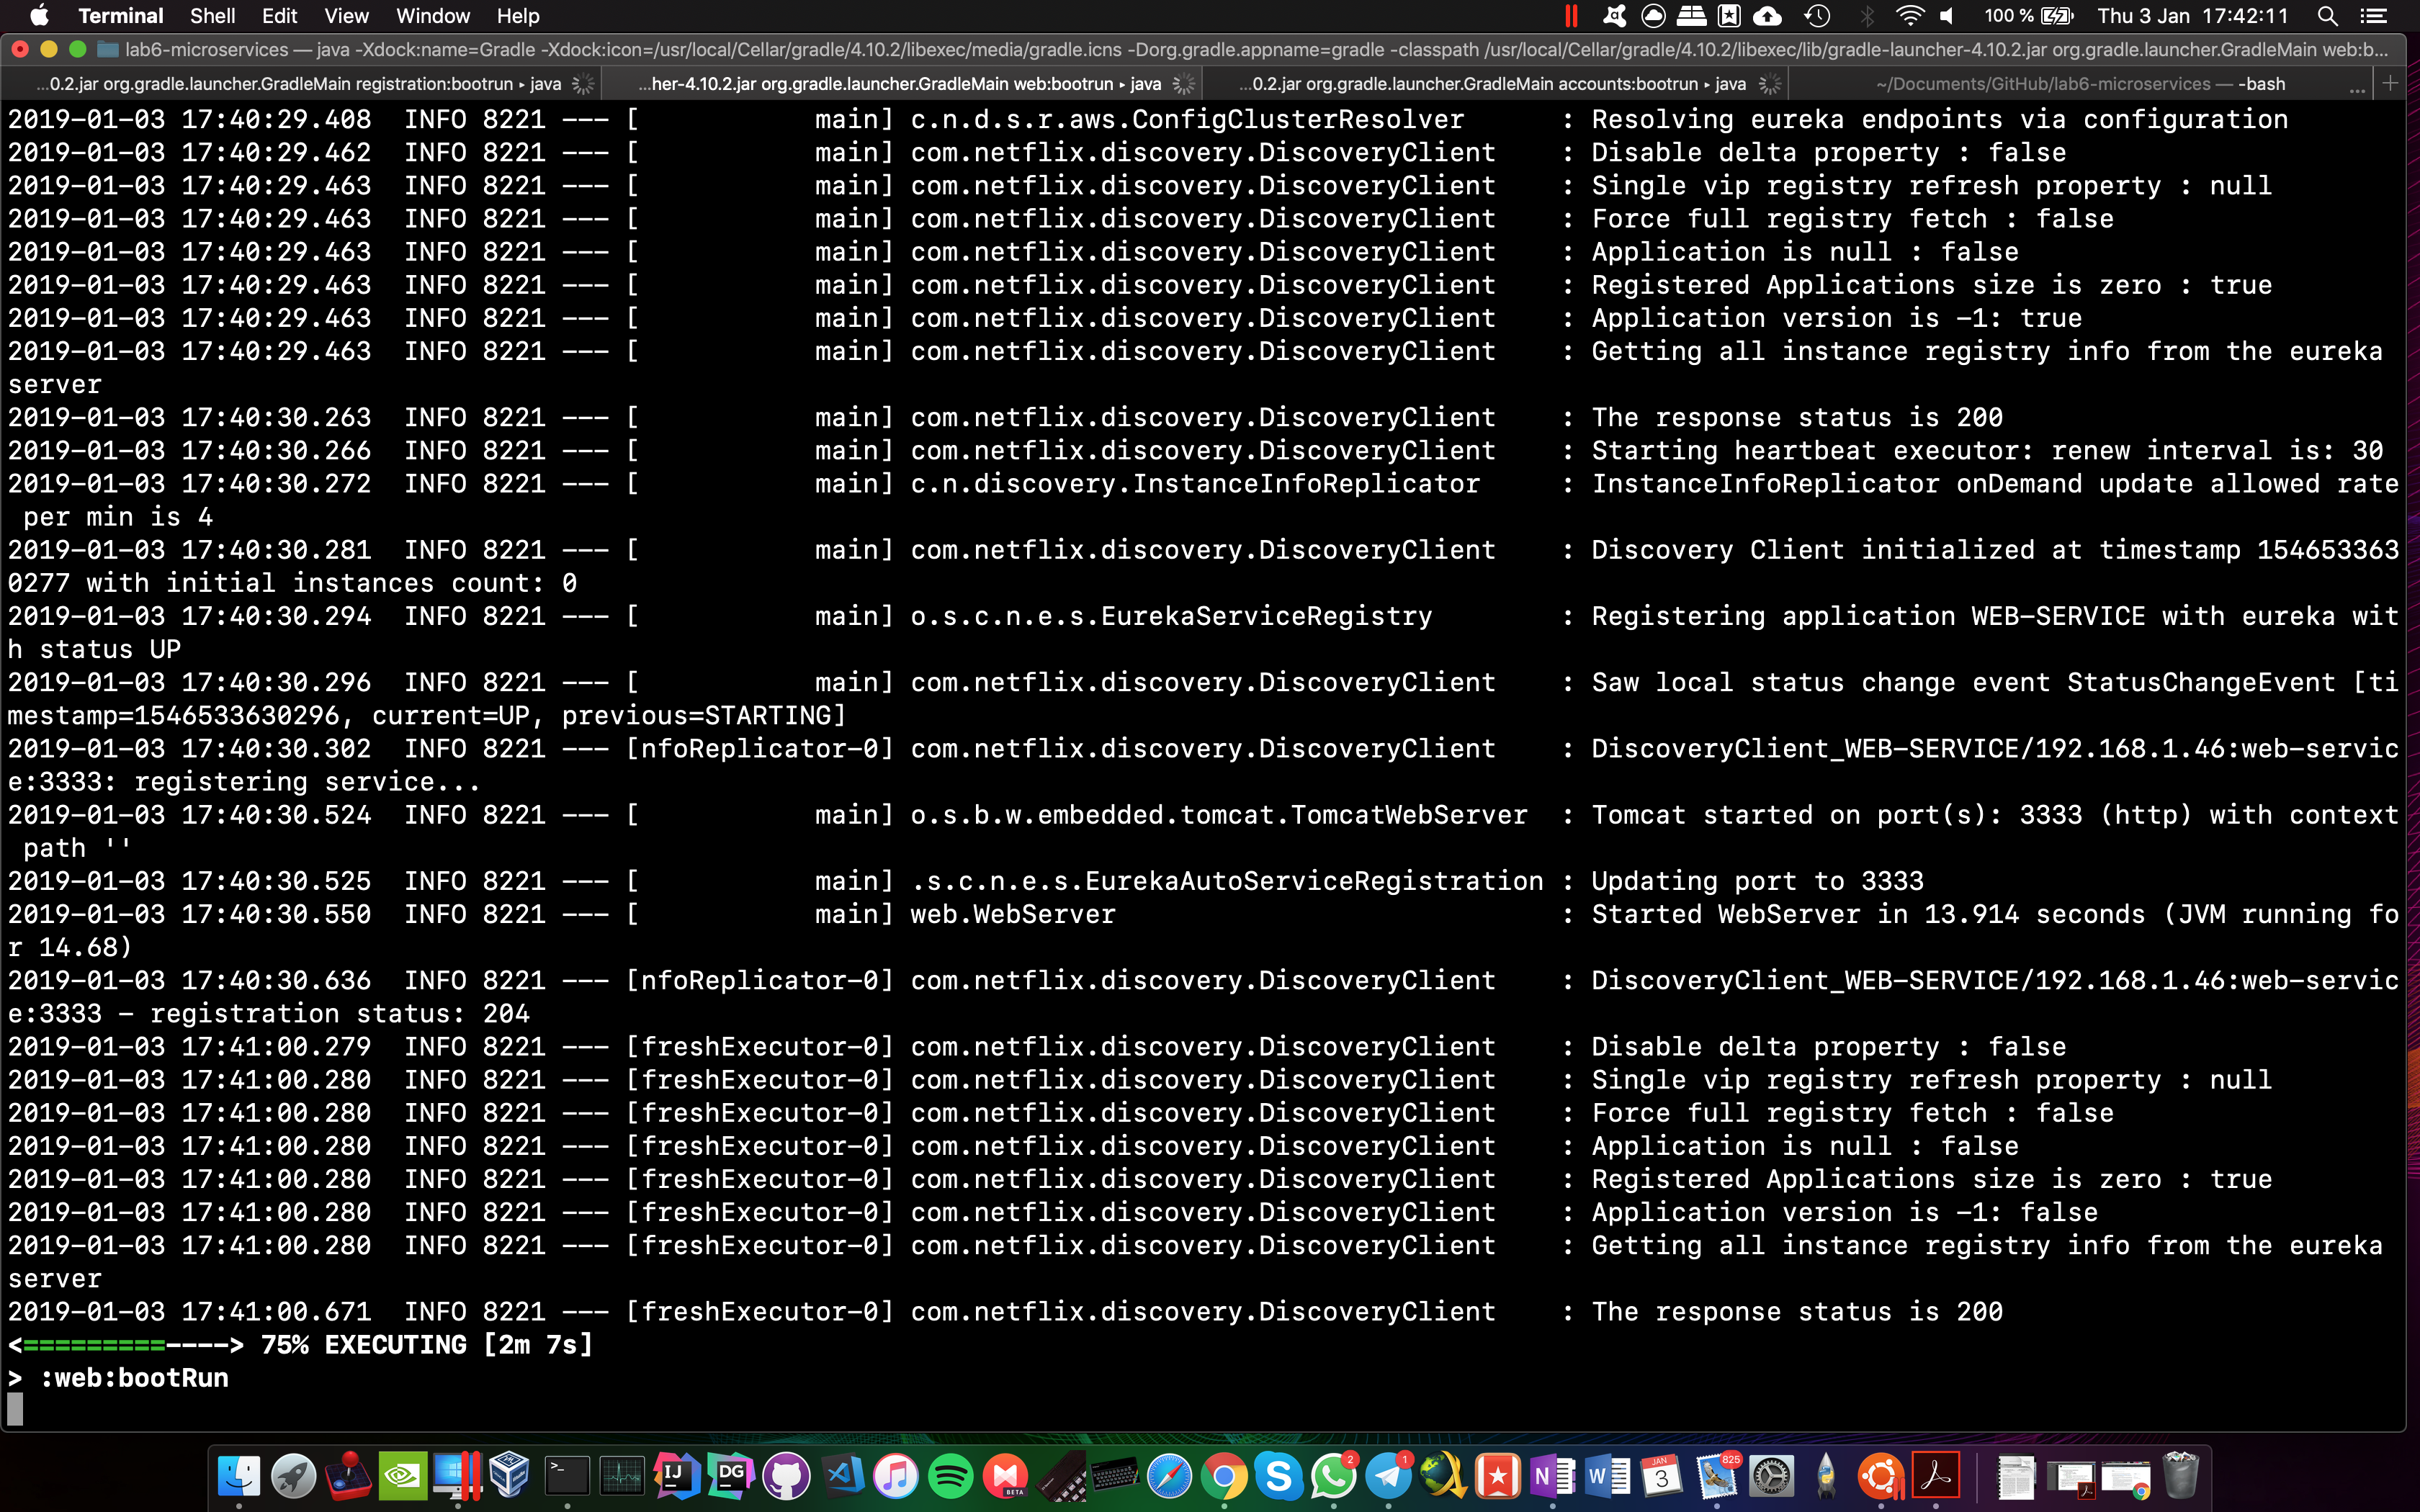 Terminal Shell Edit View Window Help 100 % Thu 3 Jan 17:42:11
lab6-microservices — java -Xdock:name=Gradle -Xdock:icon=/usr/local/Cellar/gradle/4.10.2/libexec/media/gradle.icns -Dorg.gradle.appname=gradle -classpath /usr/local/Cellar/gradle/4.10.2/libexec/lib/gradle-launcher-4.10.2.jar org.gradle.launcher.GradleMain web:b...
...0.2.jar org.gradle.launcher.GradleMain registration:bootrun ▸ java ...her-4.10.2.jar org.gradle.launcher.GradleMain web:bootrun ▸ java ...0.2.jar org.gradle.launcher.GradleMain accounts:bootrun ▸ java ~/Documents/GitHub/lab6-microservices — -bash ... +
2019-01-03 17:40:29.408  INFO 8221 --- [           main] c.n.d.s.r.aws.ConfigClusterResolver      : Resolving eureka endpoints via configuration
2019-01-03 17:40:29.462  INFO 8221 --- [           main] com.netflix.discovery.DiscoveryClient    : Disable delta property : false
2019-01-03 17:40:29.463  INFO 8221 --- [           main] com.netflix.discovery.DiscoveryClient    : Single vip registry refresh property : null
2019-01-03 17:40:29.463  INFO 8221 --- [           main] com.netflix.discovery.DiscoveryClient    : Force full registry fetch : false
2019-01-03 17:40:29.463  INFO 8221 --- [           main] com.netflix.discovery.DiscoveryClient    : Application is null : false
2019-01-03 17:40:29.463  INFO 8221 --- [           main] com.netflix.discovery.DiscoveryClient    : Registered Applications size is zero : true
2019-01-03 17:40:29.463  INFO 8221 --- [           main] com.netflix.discovery.DiscoveryClient    : Application version is -1: true
2019-01-03 17:40:29.463  INFO 8221 --- [           main] com.netflix.discovery.DiscoveryClient    : Getting all instance registry info from the eureka
server
2019-01-03 17:40:30.263  INFO 8221 --- [           main] com.netflix.discovery.DiscoveryClient    : The response status is 200
2019-01-03 17:40:30.266  INFO 8221 --- [           main] com.netflix.discovery.DiscoveryClient    : Starting heartbeat executor: renew interval is: 30
2019-01-03 17:40:30.272  INFO 8221 --- [           main] c.n.discovery.InstanceInfoReplicator     : InstanceInfoReplicator onDemand update allowed rate
 per min is 4
2019-01-03 17:40:30.281  INFO 8221 --- [           main] com.netflix.discovery.DiscoveryClient    : Discovery Client initialized at timestamp 154653363
0277 with initial instances count: 0
2019-01-03 17:40:30.294  INFO 8221 --- [           main] o.s.c.n.e.s.EurekaServiceRegistry        : Registering application WEB-SERVICE with eureka wit
h status UP
2019-01-03 17:40:30.296  INFO 8221 --- [           main] com.netflix.discovery.DiscoveryClient    : Saw local status change event StatusChangeEvent [ti
mestamp=1546533630296, current=UP, previous=STARTING]
2019-01-03 17:40:30.302  INFO 8221 --- [nfoReplicator-0] com.netflix.discovery.DiscoveryClient    : DiscoveryClient_WEB-SERVICE/192.168.1.46:web-servic
e:3333: registering service...
2019-01-03 17:40:30.524  INFO 8221 --- [           main] o.s.b.w.embedded.tomcat.TomcatWebServer  : Tomcat started on port(s): 3333 (http) with context
 path ''
2019-01-03 17:40:30.525  INFO 8221 --- [           main] .s.c.n.e.s.EurekaAutoServiceRegistration : Updating port to 3333
2019-01-03 17:40:30.550  INFO 8221 --- [           main] web.WebServer                            : Started WebServer in 13.914 seconds (JVM running fo
r 14.68)
2019-01-03 17:40:30.636  INFO 8221 --- [nfoReplicator-0] com.netflix.discovery.DiscoveryClient    : DiscoveryClient_WEB-SERVICE/192.168.1.46:web-servic
e:3333 - registration status: 204
2019-01-03 17:41:00.279  INFO 8221 --- [freshExecutor-0] com.netflix.discovery.DiscoveryClient    : Disable delta property : false
2019-01-03 17:41:00.280  INFO 8221 --- [freshExecutor-0] com.netflix.discovery.DiscoveryClient    : Single vip registry refresh property : null
2019-01-03 17:41:00.280  INFO 8221 --- [freshExecutor-0] com.netflix.discovery.DiscoveryClient    : Force full registry fetch : false
2019-01-03 17:41:00.280  INFO 8221 --- [freshExecutor-0] com.netflix.discovery.DiscoveryClient    : Application is null : false
2019-01-03 17:41:00.280  INFO 8221 --- [freshExecutor-0] com.netflix.discovery.DiscoveryClient    : Registered Applications size is zero : true
2019-01-03 17:41:00.280  INFO 8221 --- [freshExecutor-0] com.netflix.discovery.DiscoveryClient    : Application version is -1: false
2019-01-03 17:41:00.280  INFO 8221 --- [freshExecutor-0] com.netflix.discovery.DiscoveryClient    : Getting all instance registry info from the eureka
server
2019-01-03 17:41:00.671  INFO 8221 --- [freshExecutor-0] com.netflix.discovery.DiscoveryClient    : The response status is 200
<=========----> 75% EXECUTING [2m 7s]
> :web:bootRun
>_ IJ DG BETA S 2 1 N W JAN 3 825